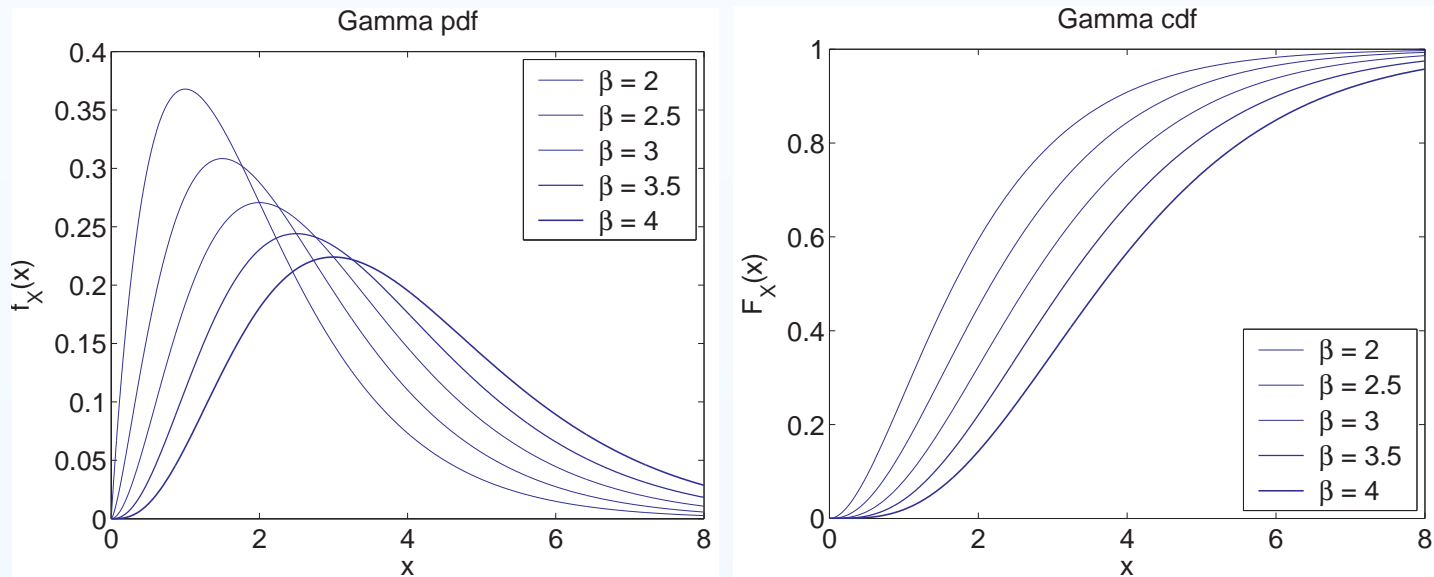 Gamma pdf
0.4
0.35
0.3
0.25
0.2
0.15
0.1
0.05
0
f_X(x)
0 2 4 6 8
x
β = 2
β = 2.5
β = 3
β = 3.5
β = 4
Gamma cdf
1
0.8
0.6
0.4
0.2
0
F_X(x)
0 2 4 6 8
x
β = 2
β = 2.5
β = 3
β = 3.5
β = 4